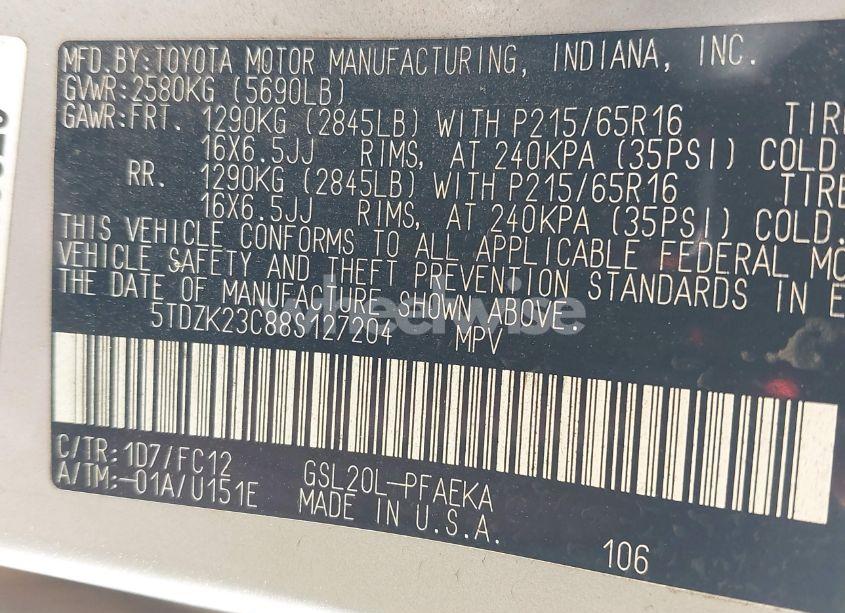 MFD.BY:TOYOTA MOTOR MANUFACTURING, INDIANA, INC.
GVWR:2580KG (5690LB)
GAWR:FRT. 1290KG (2845LB) WITH P215/65R16 TIRE
16X6.5JJ RIMS, AT 240KPA (35PSI) COLD.
RR. 1290KG (2845LB) WITH P215/65R16 TIRE
16X6.5JJ RIMS, AT 240KPA (35PSI) COLD.
THIS VEHICLE CONFORMS TO ALL APPLICABLE FEDERAL MO
VEHICLE SAFETY AND THEFT PREVENTION STANDARDS IN E
THE DATE OF MANUFACTURE SHOWN ABOVE.
5TDZK23C88S127204 MPV
C/TR: 1D7/FC12
A/TM:-01A/U151E
GSL20L-PFAEKA
MADE IN U.S.A.
106